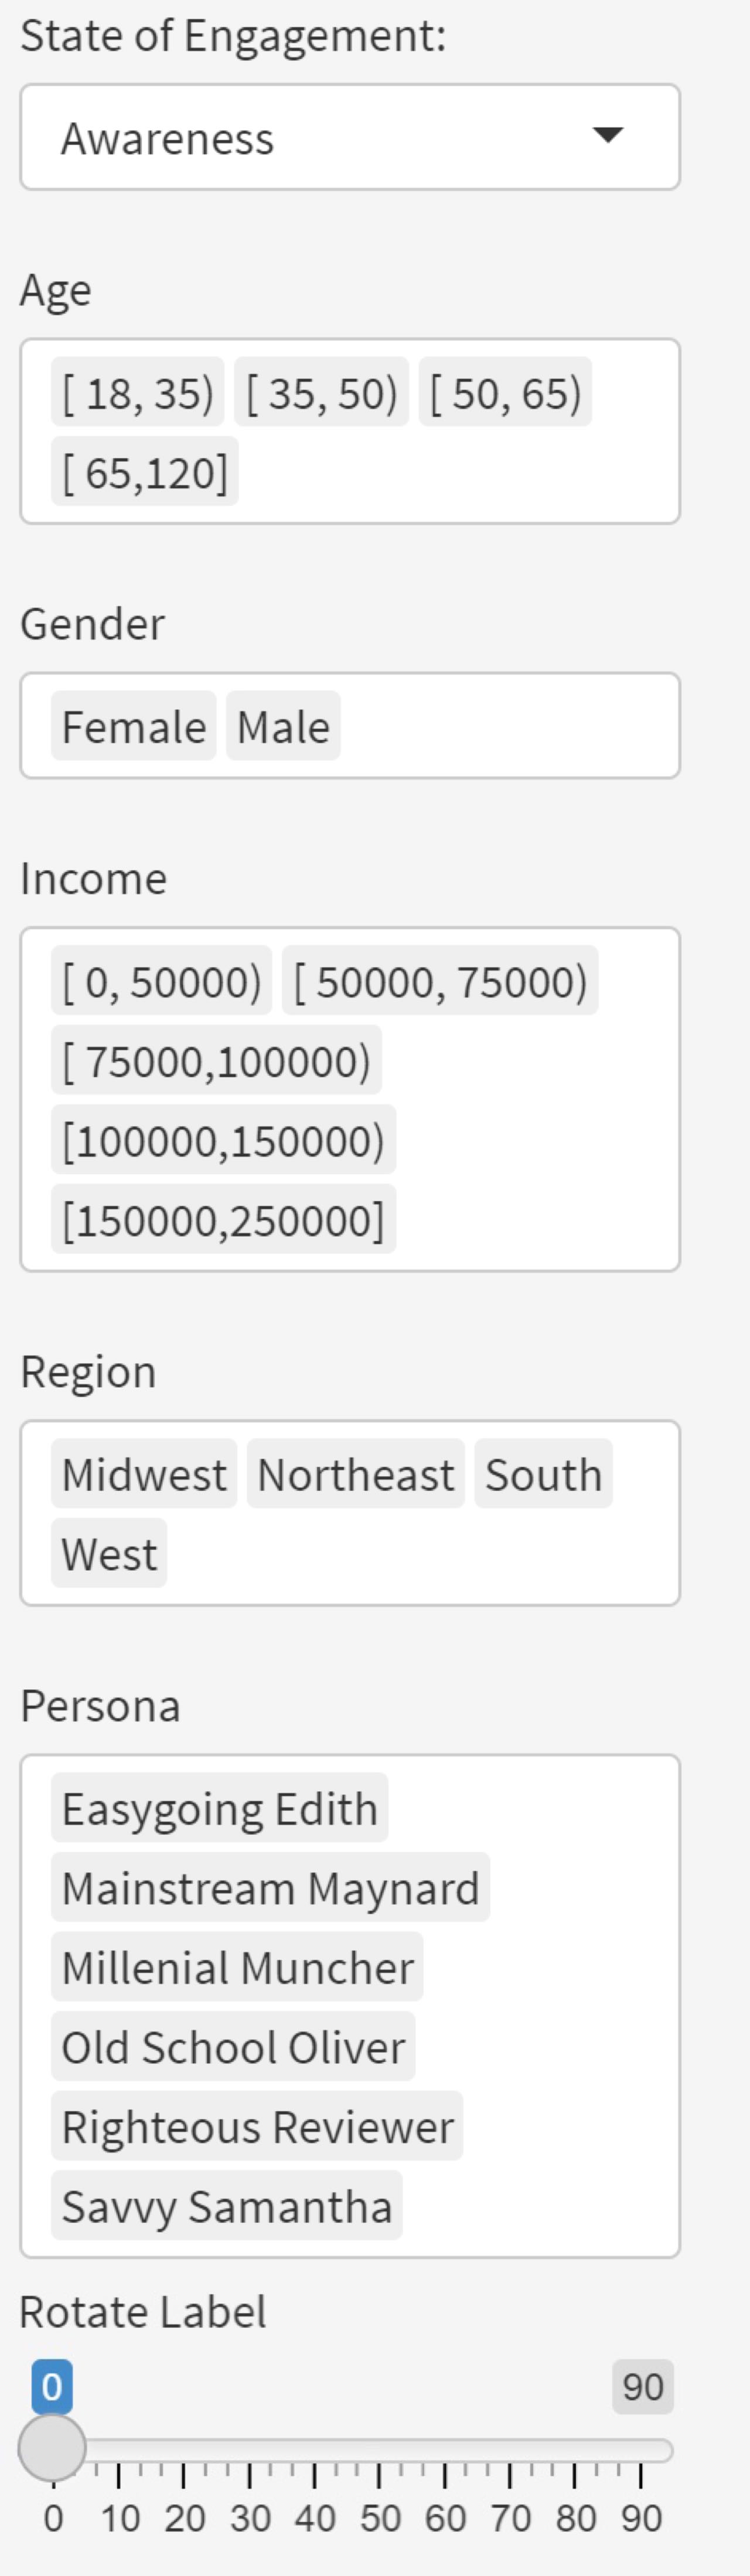 State of Engagement:
Awareness
Age
[ 18, 35) [ 35, 50) [ 50, 65)
[ 65,120]
Gender
Female Male
Income
[ 0, 50000) [ 50000, 75000)
[ 75000,100000)
[100000,150000)
[150000,250000]
Region
Midwest Northeast South
West
Persona
Easygoing Edith
Mainstream Maynard
Millenial Muncher
Old School Oliver
Righteous Reviewer
Savvy Samantha
Rotate Label
0 90
0 10 20 30 40 50 60 70 80 90